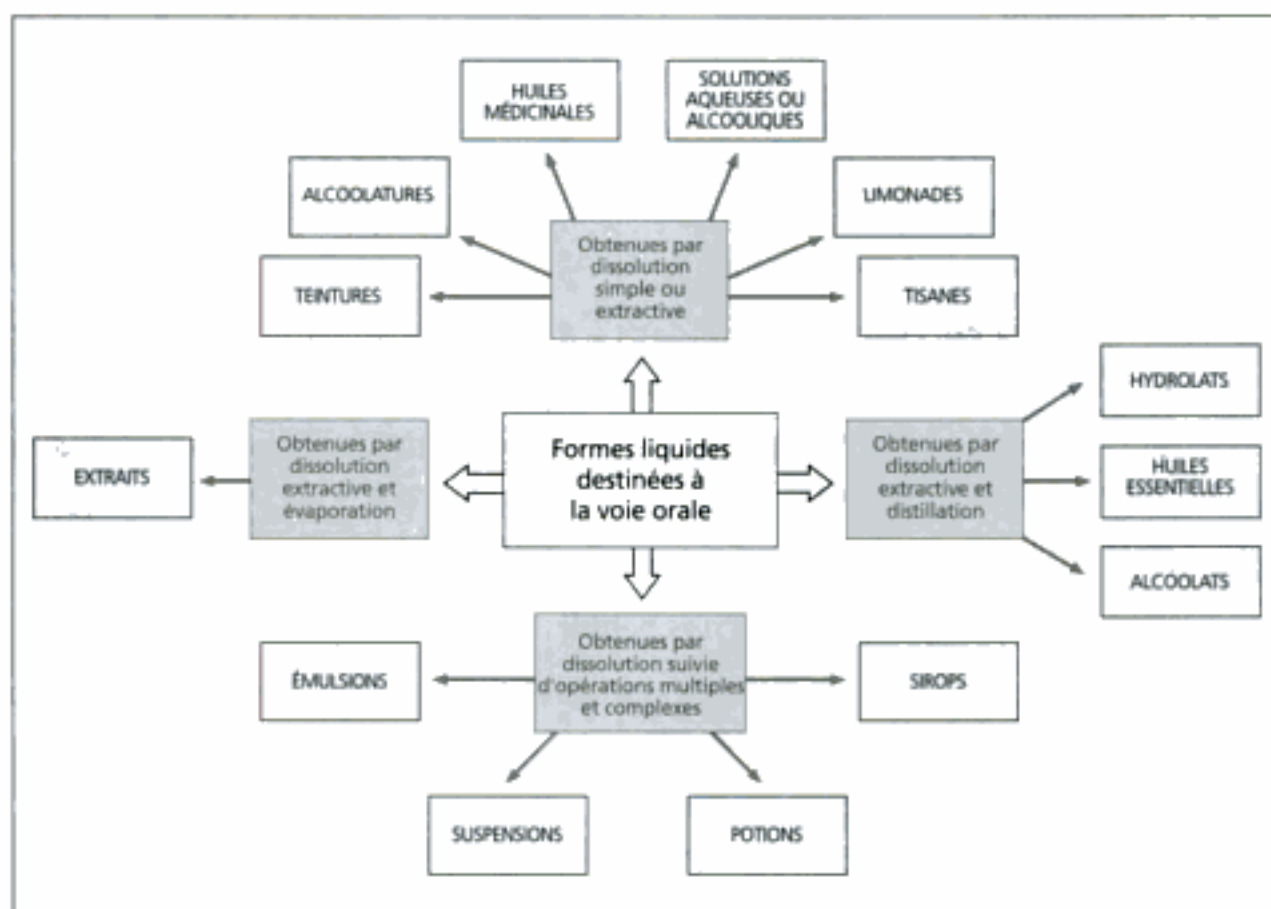 HUILES
MÉDICINALES
SOLUTIONS
AQUEUSES OU
ALCOOLIQUES
ALCOOLATURES
LIMONADES
Obtenues par
dissolution
simple ou
extractive
TEINTURES
TISANES
HYDROLATS
EXTRAITS
Obtenues par
dissolution
extractive et
évaporation
Formes liquides
destinées à
la voie orale
Obtenues par
dissolution
extractive et
distillation
HUILES
ESSENTIELLES
ALCOOLATS
ÉMULSIONS
Obtenues par
dissolution suivie
d'opérations multiples
et complexes
SIROPS
SUSPENSIONS
POTIONS